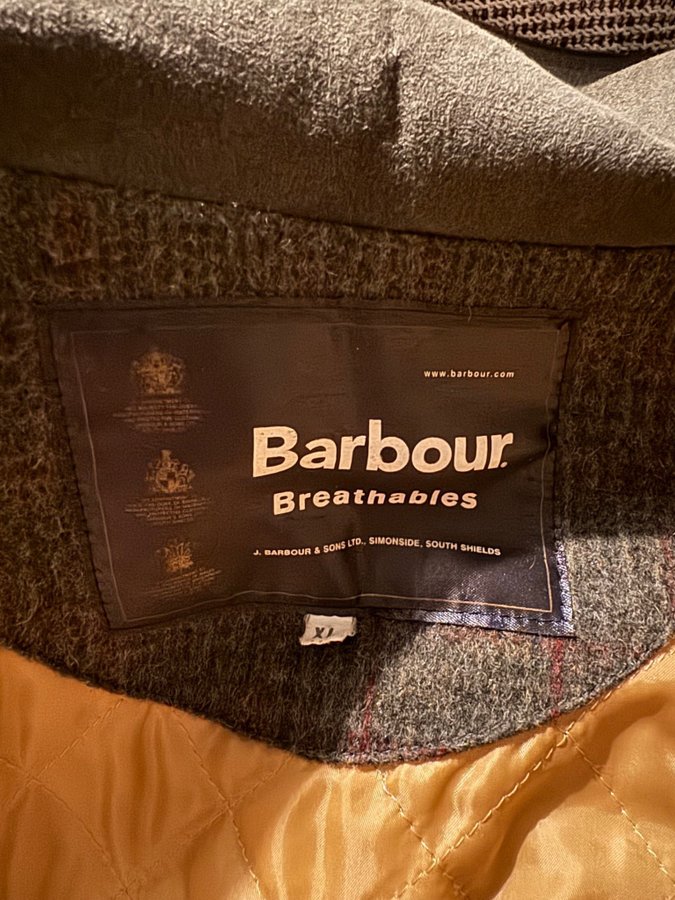 www.barbour.com
Barbour
Breathables
J. BARBOUR & SONS LTD., SIMONSIDE, SOUTH SHIELDS
XL